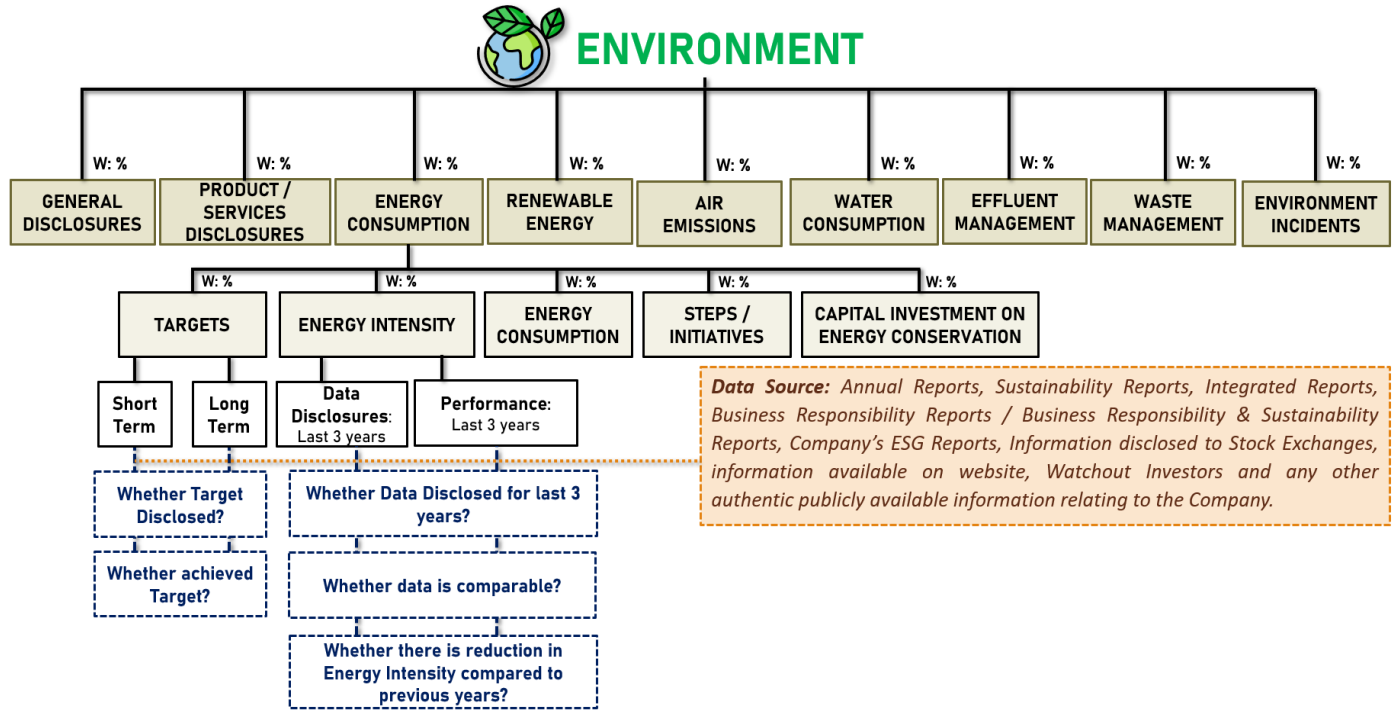 ENVIRONMENT
W: %
W: %
W: %
W: %
W: %
W: %
W: %
W: %
W: %
GENERAL
DISCLOSURES
PRODUCT /
SERVICES
DISCLOSURES
ENERGY
CONSUMPTION
RENEWABLE
ENERGY
AIR
EMISSIONS
WATER
CONSUMPTION
EFFLUENT
MANAGEMENT
WASTE
MANAGEMENT
ENVIRONMENT
INCIDENTS
W: %
W: %
W: %
W: %
W: %
TARGETS
ENERGY INTENSITY
ENERGY
CONSUMPTION
STEPS /
INITIATIVES
CAPITAL INVESTMENT ON
ENERGY CONSERVATION
Short
Term
Long
Term
Data
Disclosures:
Last 3 years
Performance:
Last 3 years
Data Source: Annual Reports, Sustainability Reports, Integrated Reports,
Business Responsibility Reports / Business Responsibility & Sustainability
Reports, Company's ESG Reports, Information disclosed to Stock Exchanges,
information available on website, Watchout Investors and any other
authentic publicly available information relating to the Company.
Whether Target
Disclosed?
Whether achieved
Target?
Whether Data Disclosed for last 3
years?
Whether data is comparable?
Whether there is reduction in
Energy Intensity compared to
previous years?